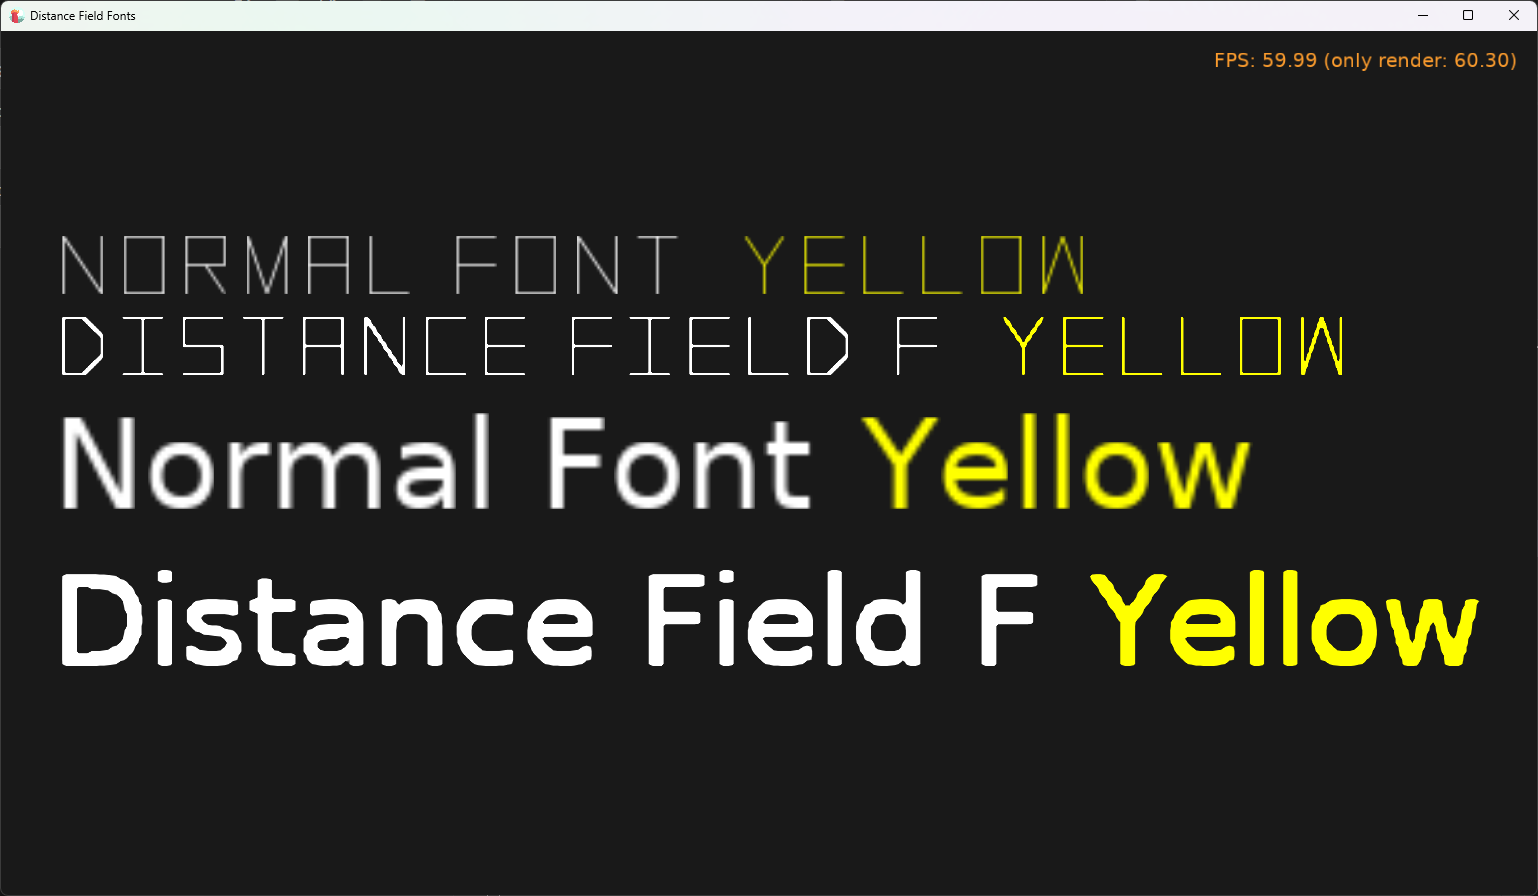 Distance Field Fonts
FPS: 59.99 (only render: 60.30)
NORMAL FONT YELLOW
DISTANCE FIELD F YELLOW
Normal Font Yellow
Distance Field F Yellow